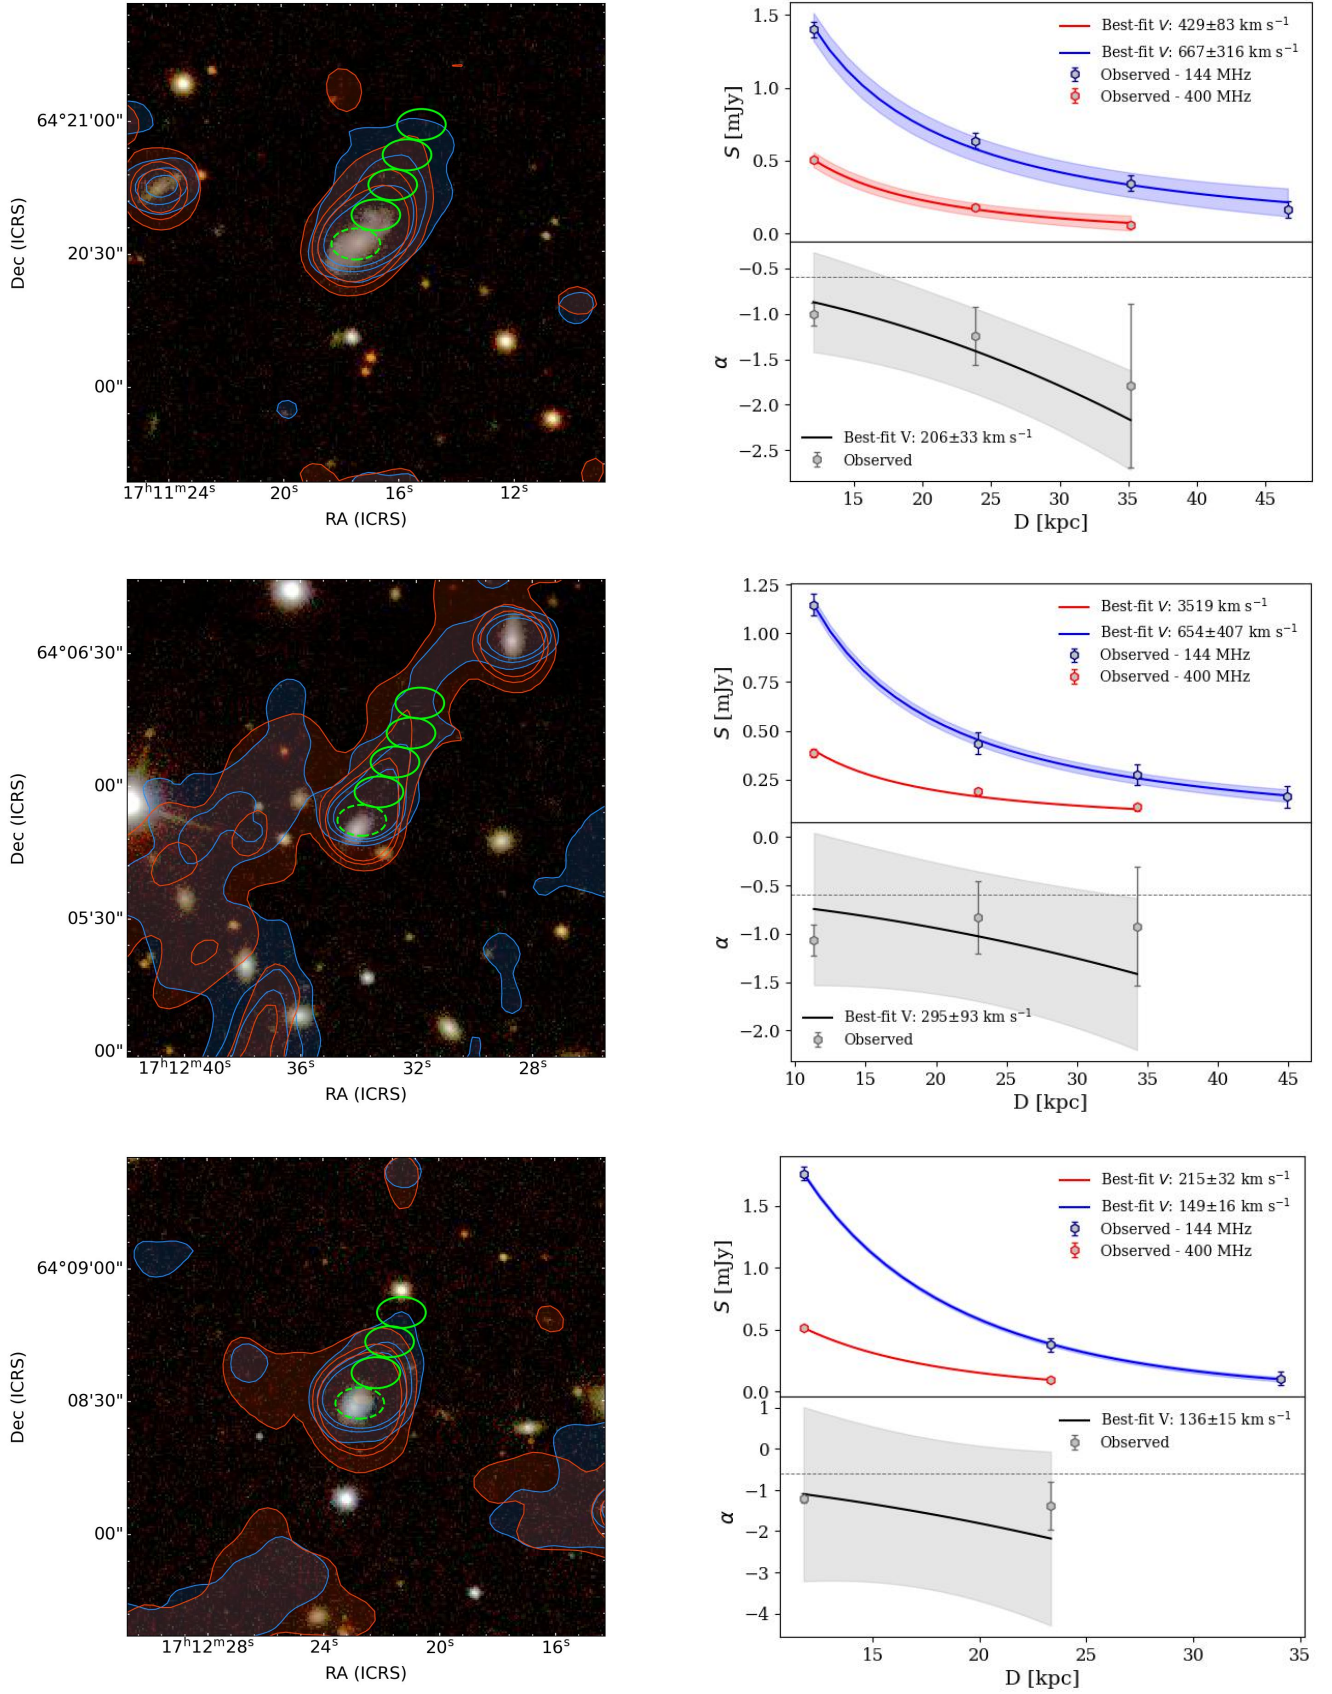 64°21'00"
20'30"
00"
Dec (ICRS)
17ʰ11ᵐ24ˢ 20ˢ 16ˢ 12ˢ
RA (ICRS)
1.5
1.0
0.5
0.0
S [mJy]
Best-fit V: 429±83 km s⁻¹
Best-fit V: 667±316 km s⁻¹
Observed - 144 MHz
Observed - 400 MHz
−0.5
−1.0
−1.5
−2.0
−2.5
α
Best-fit V: 206±33 km s⁻¹
Observed
15 20 25 30 35 40 45
D [kpc]
64°06'30"
00"
05'30"
00"
Dec (ICRS)
17ʰ12ᵐ40ˢ 36ˢ 32ˢ 28ˢ
RA (ICRS)
1.25
1.00
0.75
0.50
0.25
S [mJy]
Best-fit V: 3519 km s⁻¹
Best-fit V: 654±407 km s⁻¹
Observed - 144 MHz
Observed - 400 MHz
0.0
−0.5
−1.0
−1.5
−2.0
α
Best-fit V: 295±93 km s⁻¹
Observed
10 15 20 25 30 35 40 45
D [kpc]
64°09'00"
08'30"
00"
Dec (ICRS)
17ʰ12ᵐ28ˢ 24ˢ 20ˢ 16ˢ
RA (ICRS)
1.5
1.0
0.5
0.0
S [mJy]
Best-fit V: 215±32 km s⁻¹
Best-fit V: 149±16 km s⁻¹
Observed - 144 MHz
Observed - 400 MHz
1
0
−1
−2
−3
−4
α
Best-fit V: 136±15 km s⁻¹
Observed
15 20 25 30 35
D [kpc]